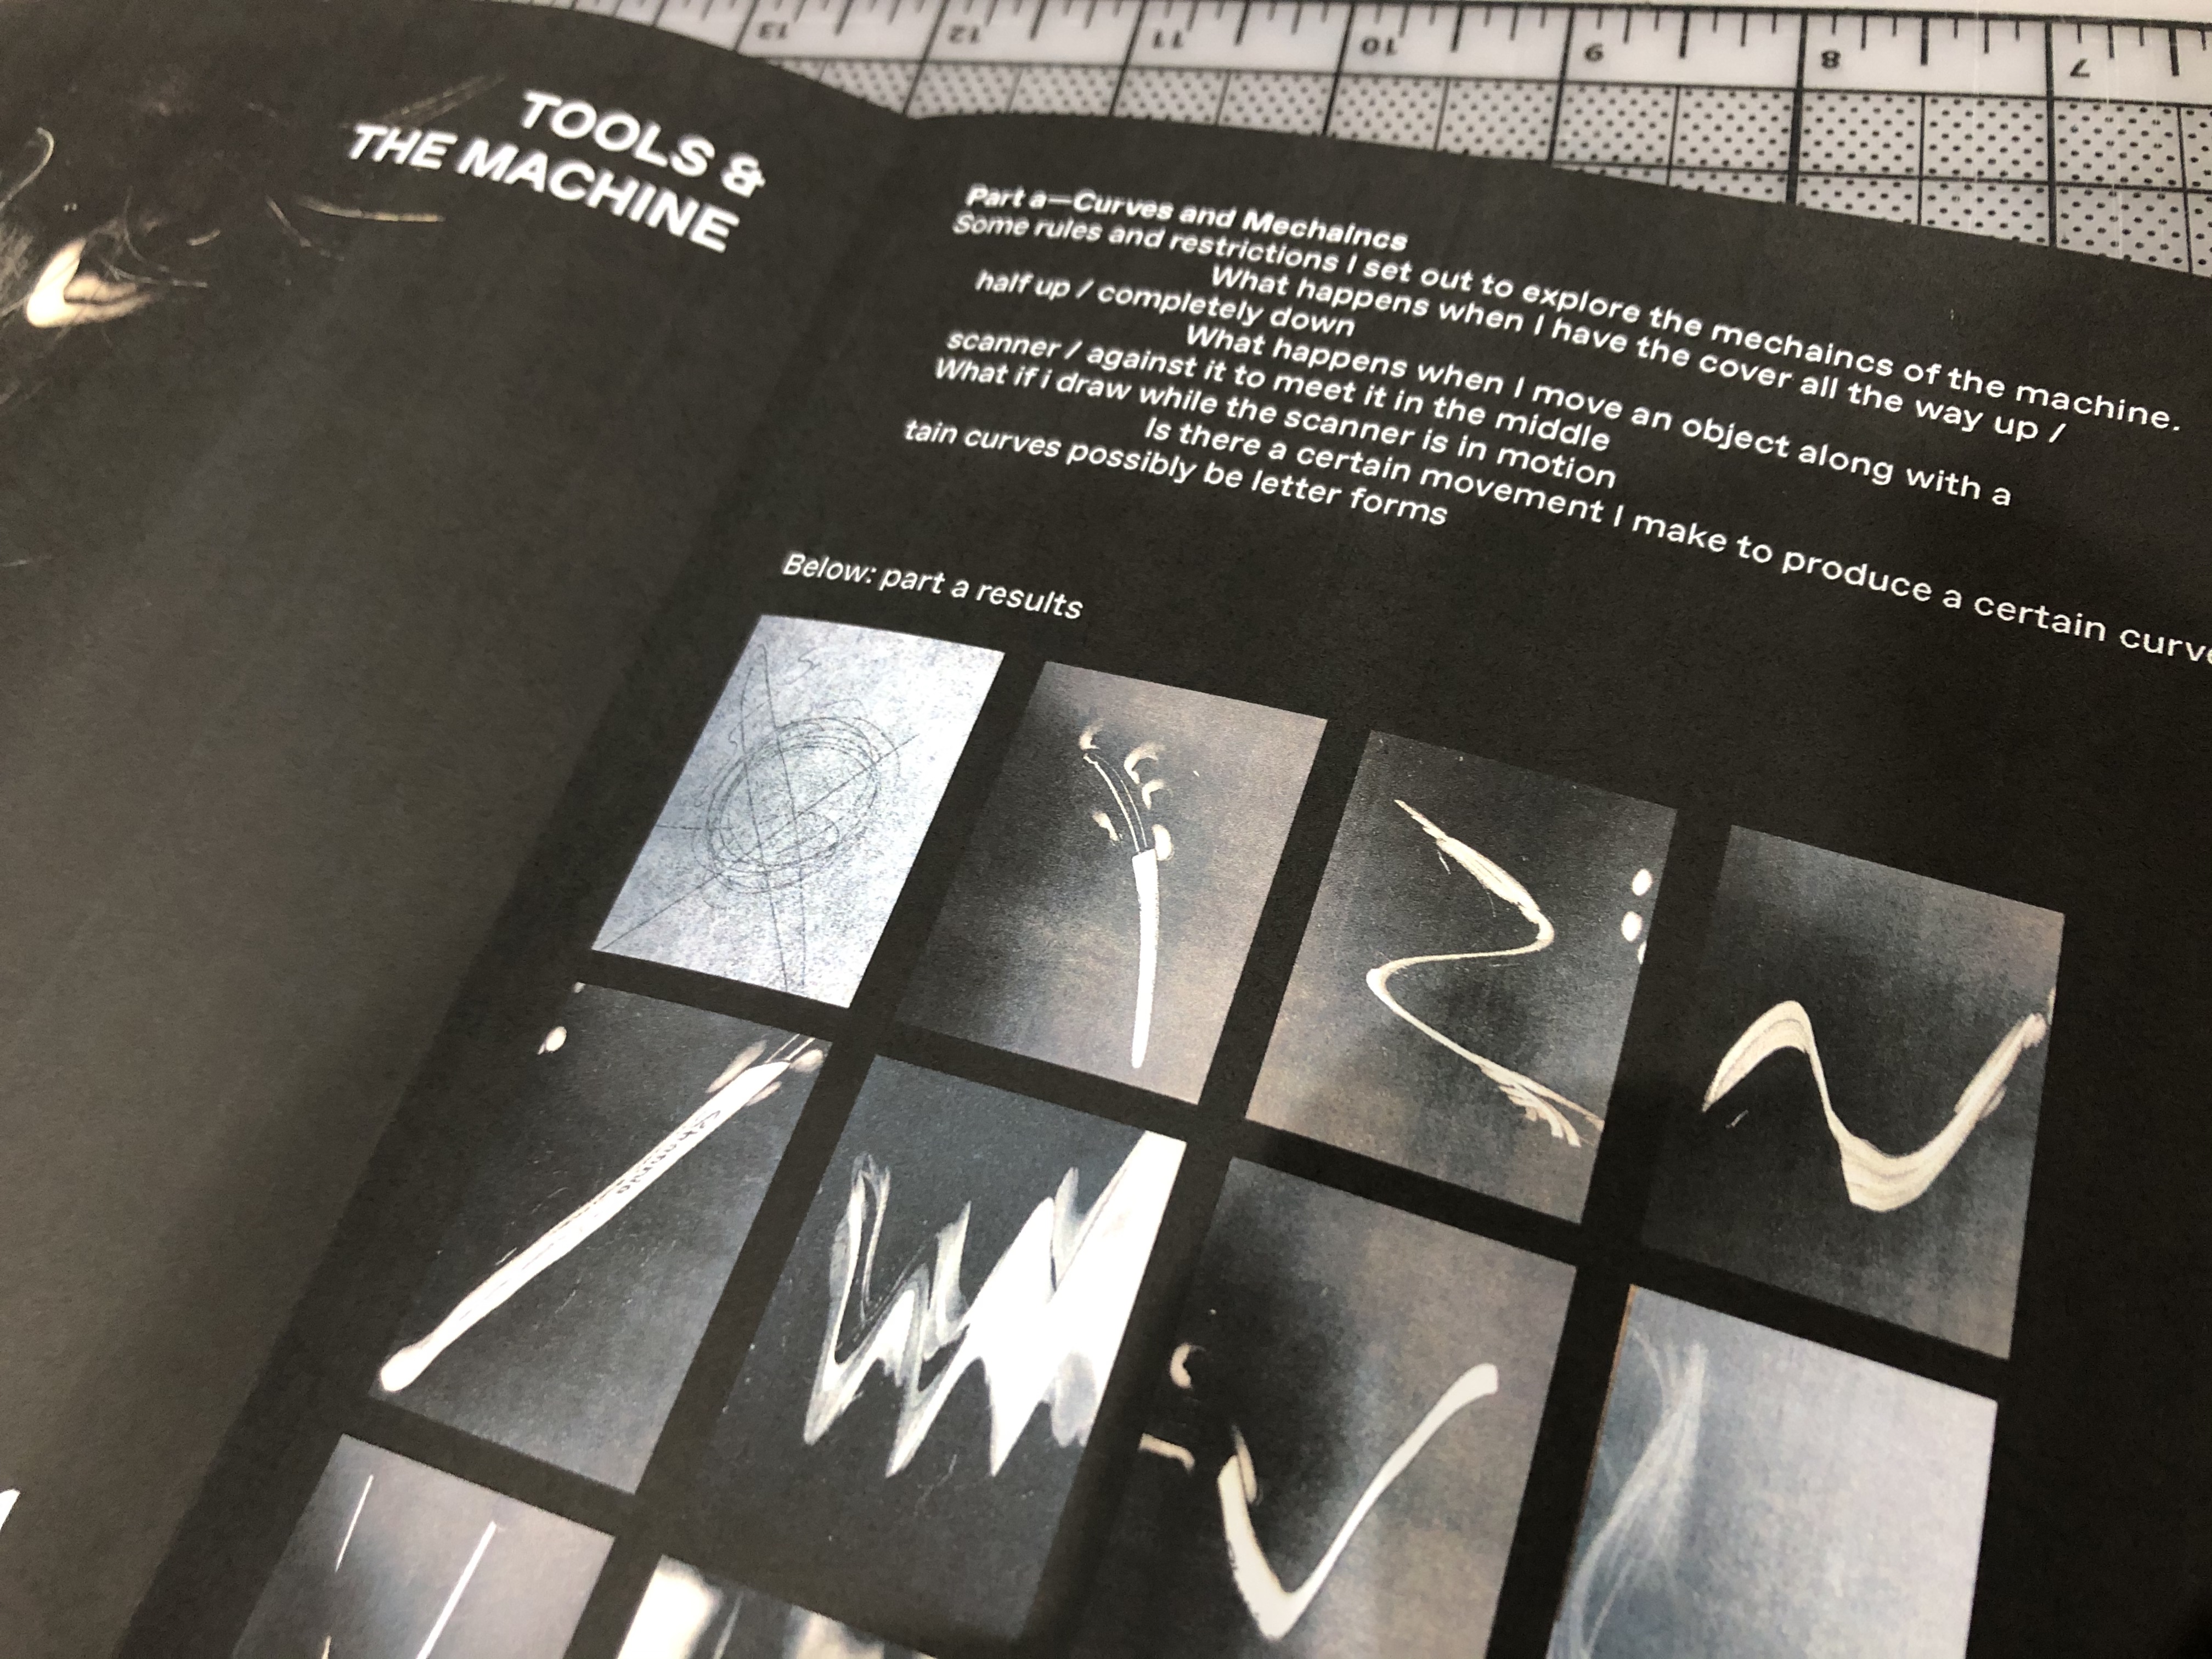 13 12 11 10 9 8 7
TOOLS &
THE MACHINE
Part a—Curves and Mechaincs
Some rules and restrictions I set out to explore the mechaincs of the machine.
What happens when I have the cover all the way up /
half up / completely down
What happens when I move an object along with a
scanner / against it to meet it in the middle
What if i draw while the scanner is in motion
Is there a certain movement I make to produce a certain
tain curves possibly be letter forms
Below: part a results